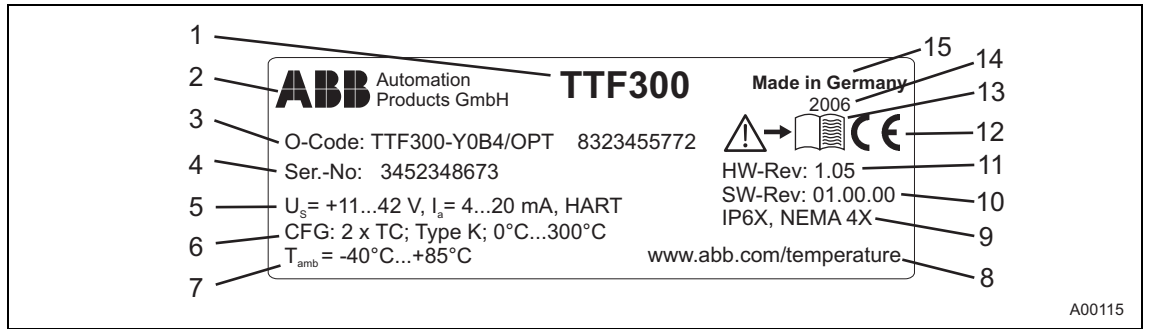 1
2
3
4
5
6
7
ABB Automation Products GmbH
TTF300
O-Code: TTF300-Y0B4/OPT 8323455772
Ser.-No: 3452348673
Us= +11...42 V, Ia= 4...20 mA, HART
CFG: 2 x TC; Type K; 0°C...300°C
Tamb= -40°C...+85°C
Made in Germany
2006
CE
HW-Rev: 1.05
SW-Rev: 01.00.00
IP6X, NEMA 4X
www.abb.com/temperature
15
14
13
12
11
10
9
8
A00115